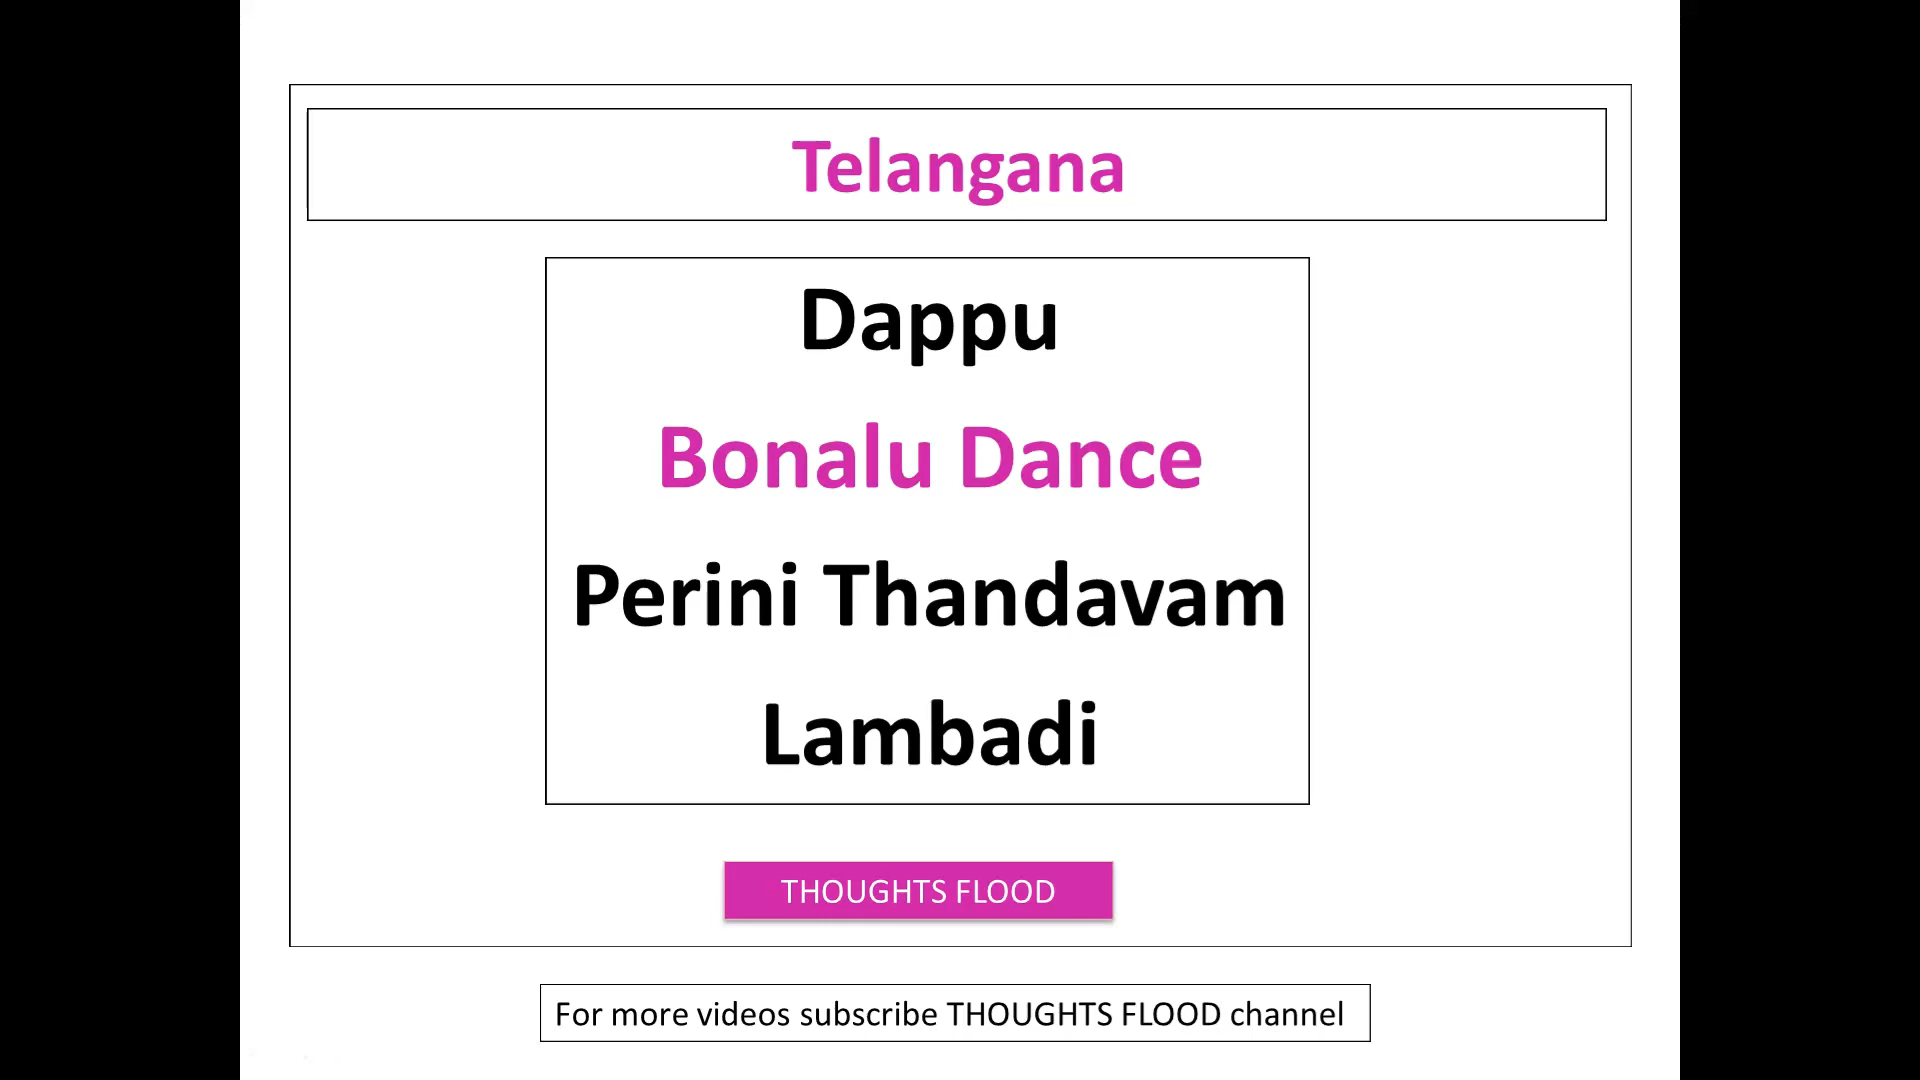 Telangana
Dappu
Bonalu Dance
Perini Thandavam
Lambadi
THOUGHTS FLOOD
For more videos subscribe THOUGHTS FLOOD channel